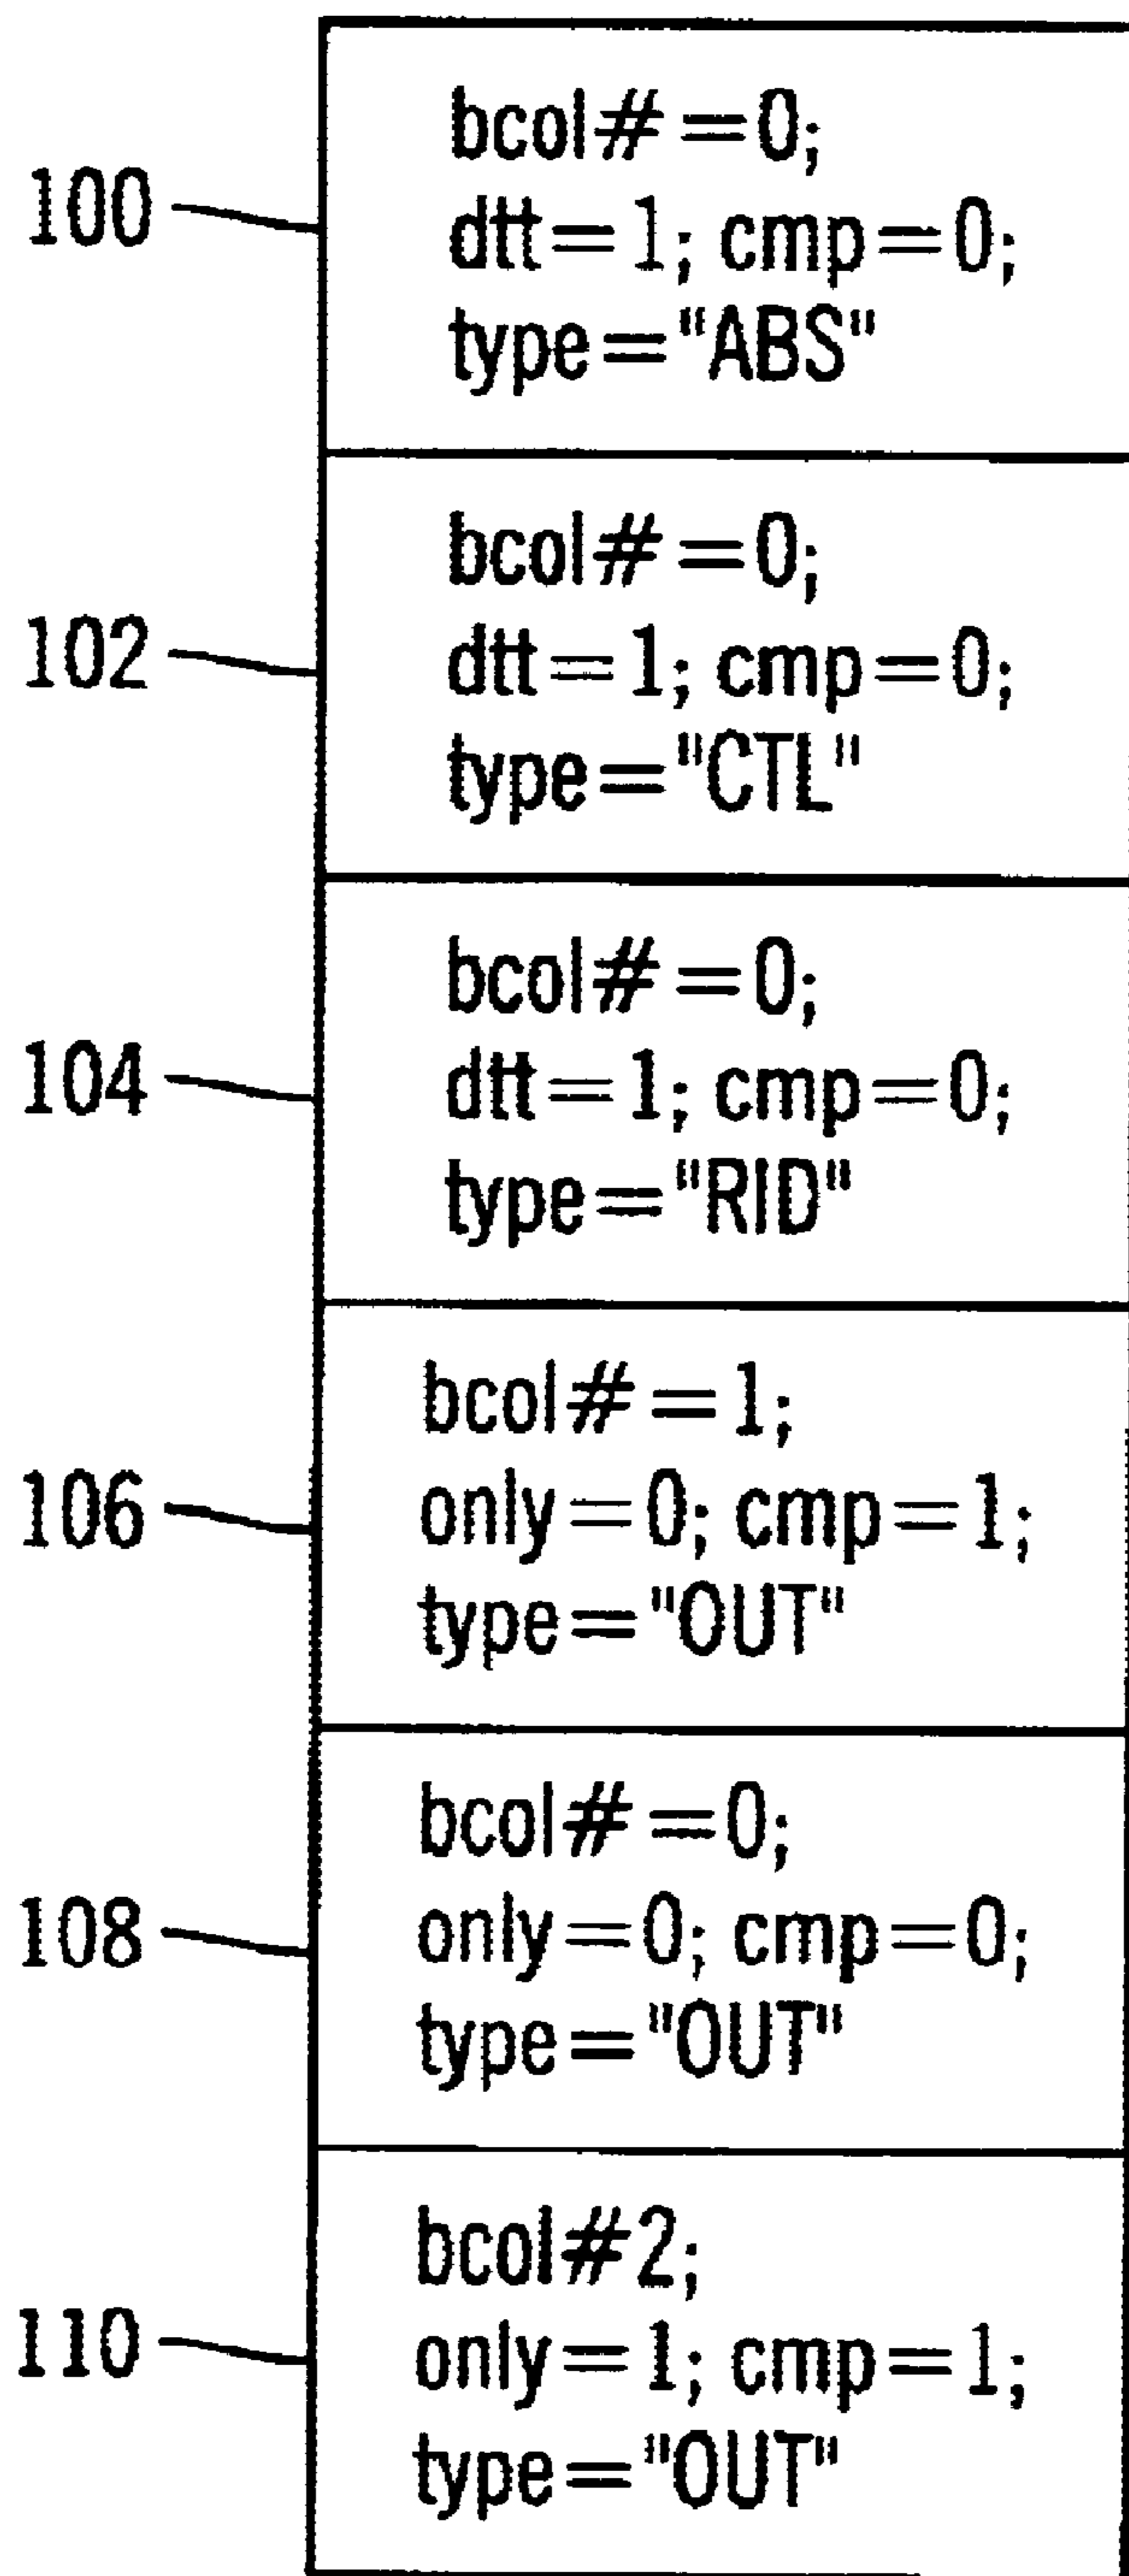 100
bcol#=0;
dtt=1; cmp=0;
type="ABS"
102
bcol#=0;
dtt=1; cmp=0;
type="CTL"
104
bcol#=0;
dtt=1; cmp=0;
type="RID"
106
bcol#=1;
only=0; cmp=1;
type="OUT"
108
bcol#=0;
only=0; cmp=0;
type="OUT"
110
bcol#2;
only=1; cmp=1;
type="OUT"